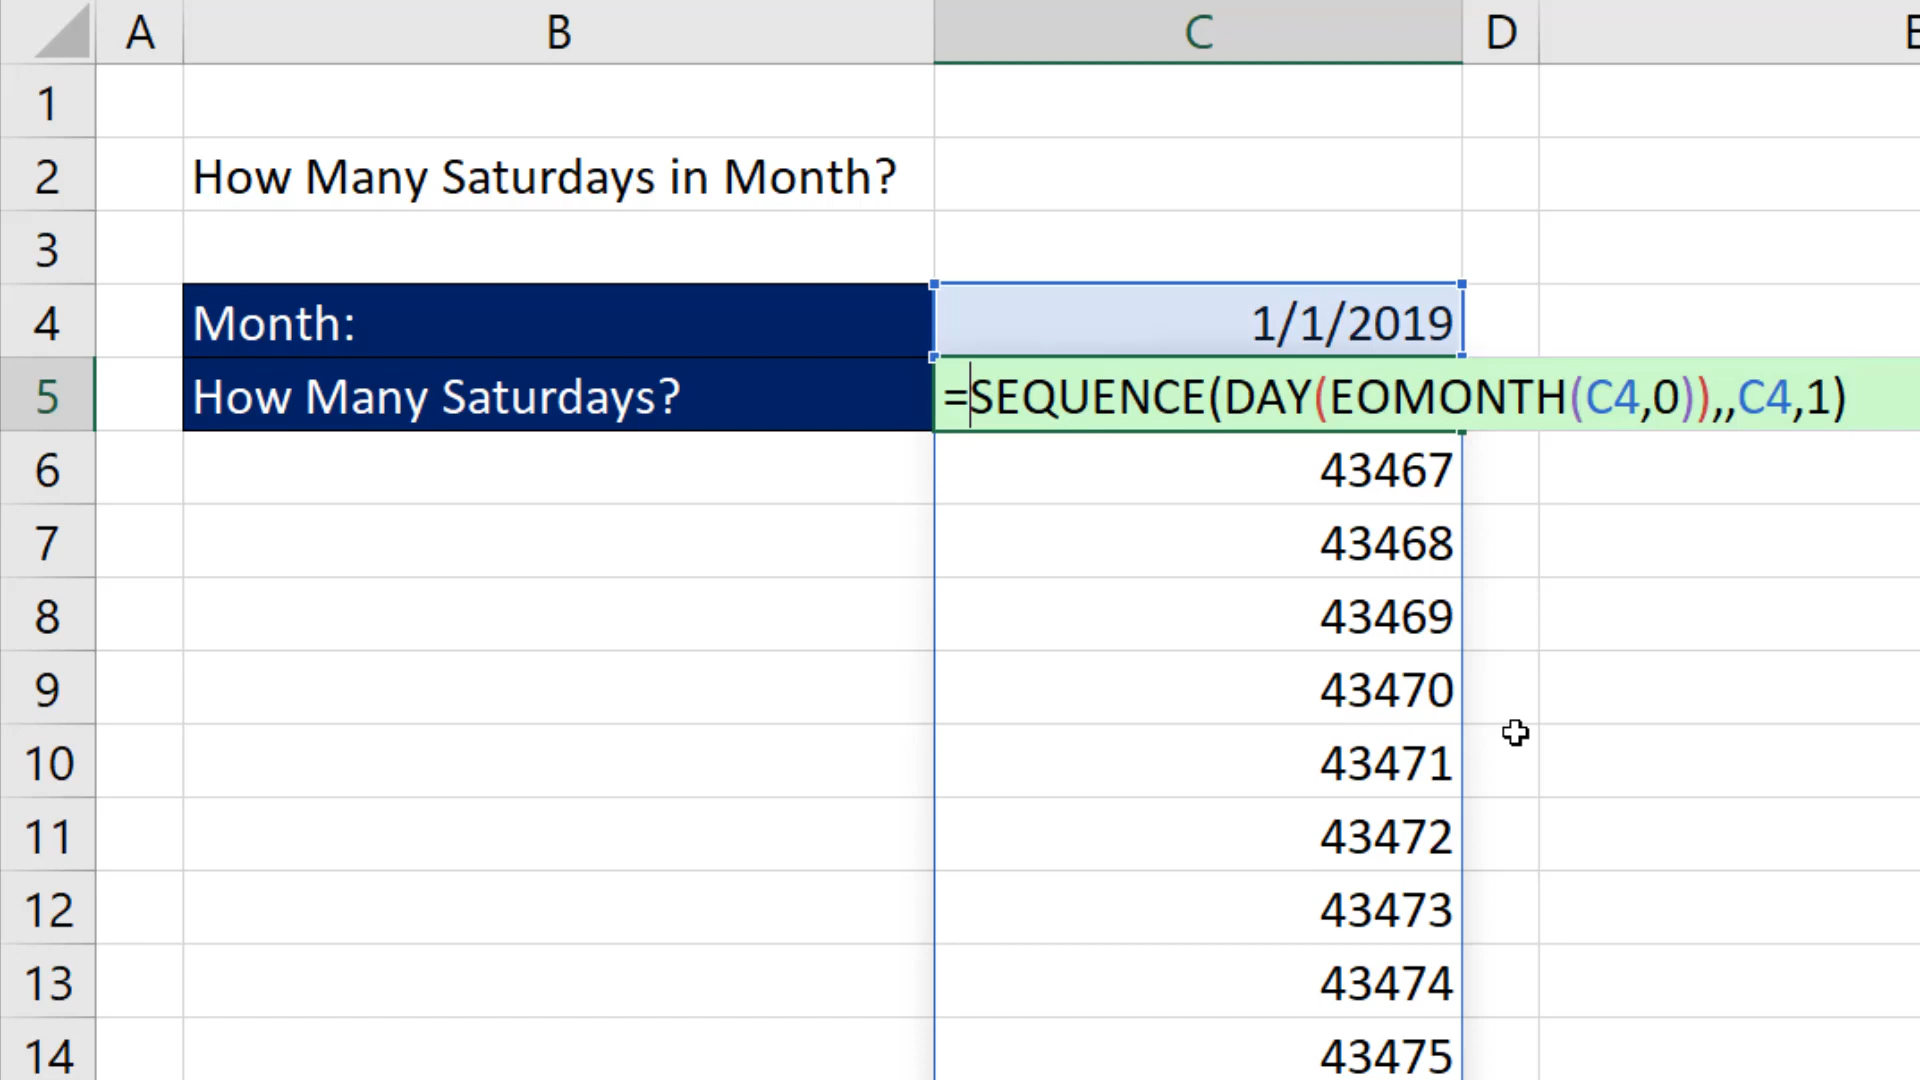 A B C D
1
2 How Many Saturdays in Month?
3
4 Month: 1/1/2019
5 How Many Saturdays? =SEQUENCE(DAY(EOMONTH(C4,0)),,C4,1)
6 43467
7 43468
8 43469
9 43470
10 43471
11 43472
12 43473
13 43474
14 43475